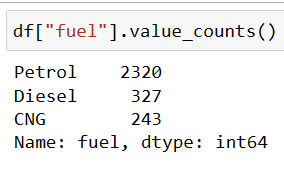 df["fuel"].value_counts()
Petrol    2320
Diesel     327
CNG        243
Name: fuel, dtype: int64